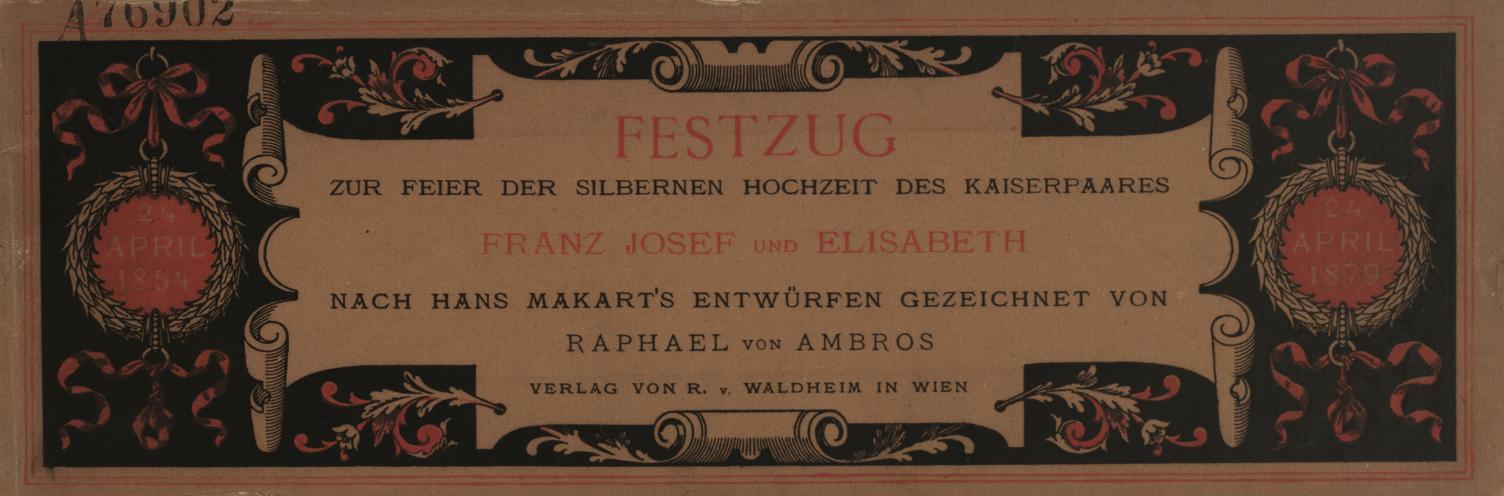 A76902
FESTZUG
ZUR FEIER DER SILBERNEN HOCHZEIT DES KAISERPAARES
FRANZ JOSEF UND ELISABETH
NACH HANS MAKART'S ENTWÜRFEN GEZEICHNET VON
RAPHAEL VON AMBROS
VERLAG VON R. v. WALDHEIM IN WIEN
24
APRIL
1854
24
APRIL
1879